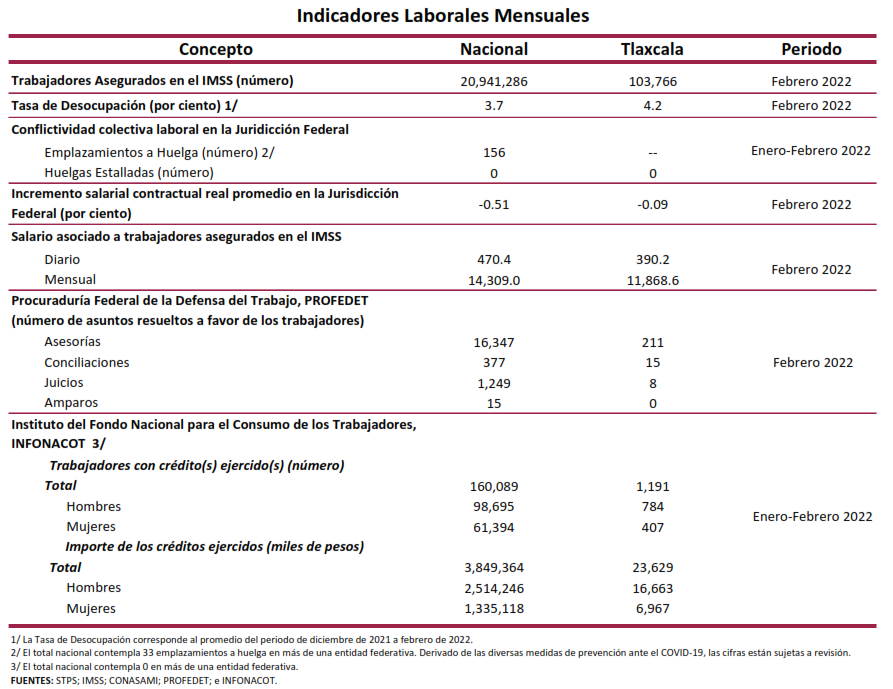 Indicadores Laborales Mensuales
Concepto Nacional Tlaxcala Periodo
Trabajadores Asegurados en el IMSS (número) 20,941,286 103,766 Febrero 2022
Tasa de Desocupación (por ciento) 1/ 3.7 4.2 Febrero 2022
Conflictividad colectiva laboral en la Juridicción Federal
Emplazamientos a Huelga (número) 2/ 156 -- Enero-Febrero 2022
Huelgas Estalladas (número) 0 0
Incremento salarial contractual real promedio en la Jurisdicción
Federal (por ciento) -0.51 -0.09 Febrero 2022
Salario asociado a trabajadores asegurados en el IMSS
Diario 470.4 390.2 Febrero 2022
Mensual 14,309.0 11,868.6
Procuraduría Federal de la Defensa del Trabajo, PROFEDET
(número de asuntos resueltos a favor de los trabajadores)
Asesorías 16,347 211
Conciliaciones 377 15 Febrero 2022
Juicios 1,249 8
Amparos 15 0
Instituto del Fondo Nacional para el Consumo de los Trabajadores,
INFONACOT 3/
Trabajadores con crédito(s) ejercido(s) (número)
Total 160,089 1,191
Hombres 98,695 784 Enero-Febrero 2022
Mujeres 61,394 407
Importe de los créditos ejercidos (miles de pesos)
Total 3,849,364 23,629
Hombres 2,514,246 16,663
Mujeres 1,335,118 6,967
1/ La Tasa de Desocupación corresponde al promedio del periodo de diciembre de 2021 a febrero de 2022.
2/ El total nacional contempla 33 emplazamientos a huelga en más de una entidad federativa. Derivado de las diversas medidas de prevención ante el COVID-19, las cifras están sujetas a revisión.
3/ El total nacional contempla 0 en más de una entidad federativa.
FUENTES: STPS; IMSS; CONASAMI; PROFEDET; e INFONACOT.